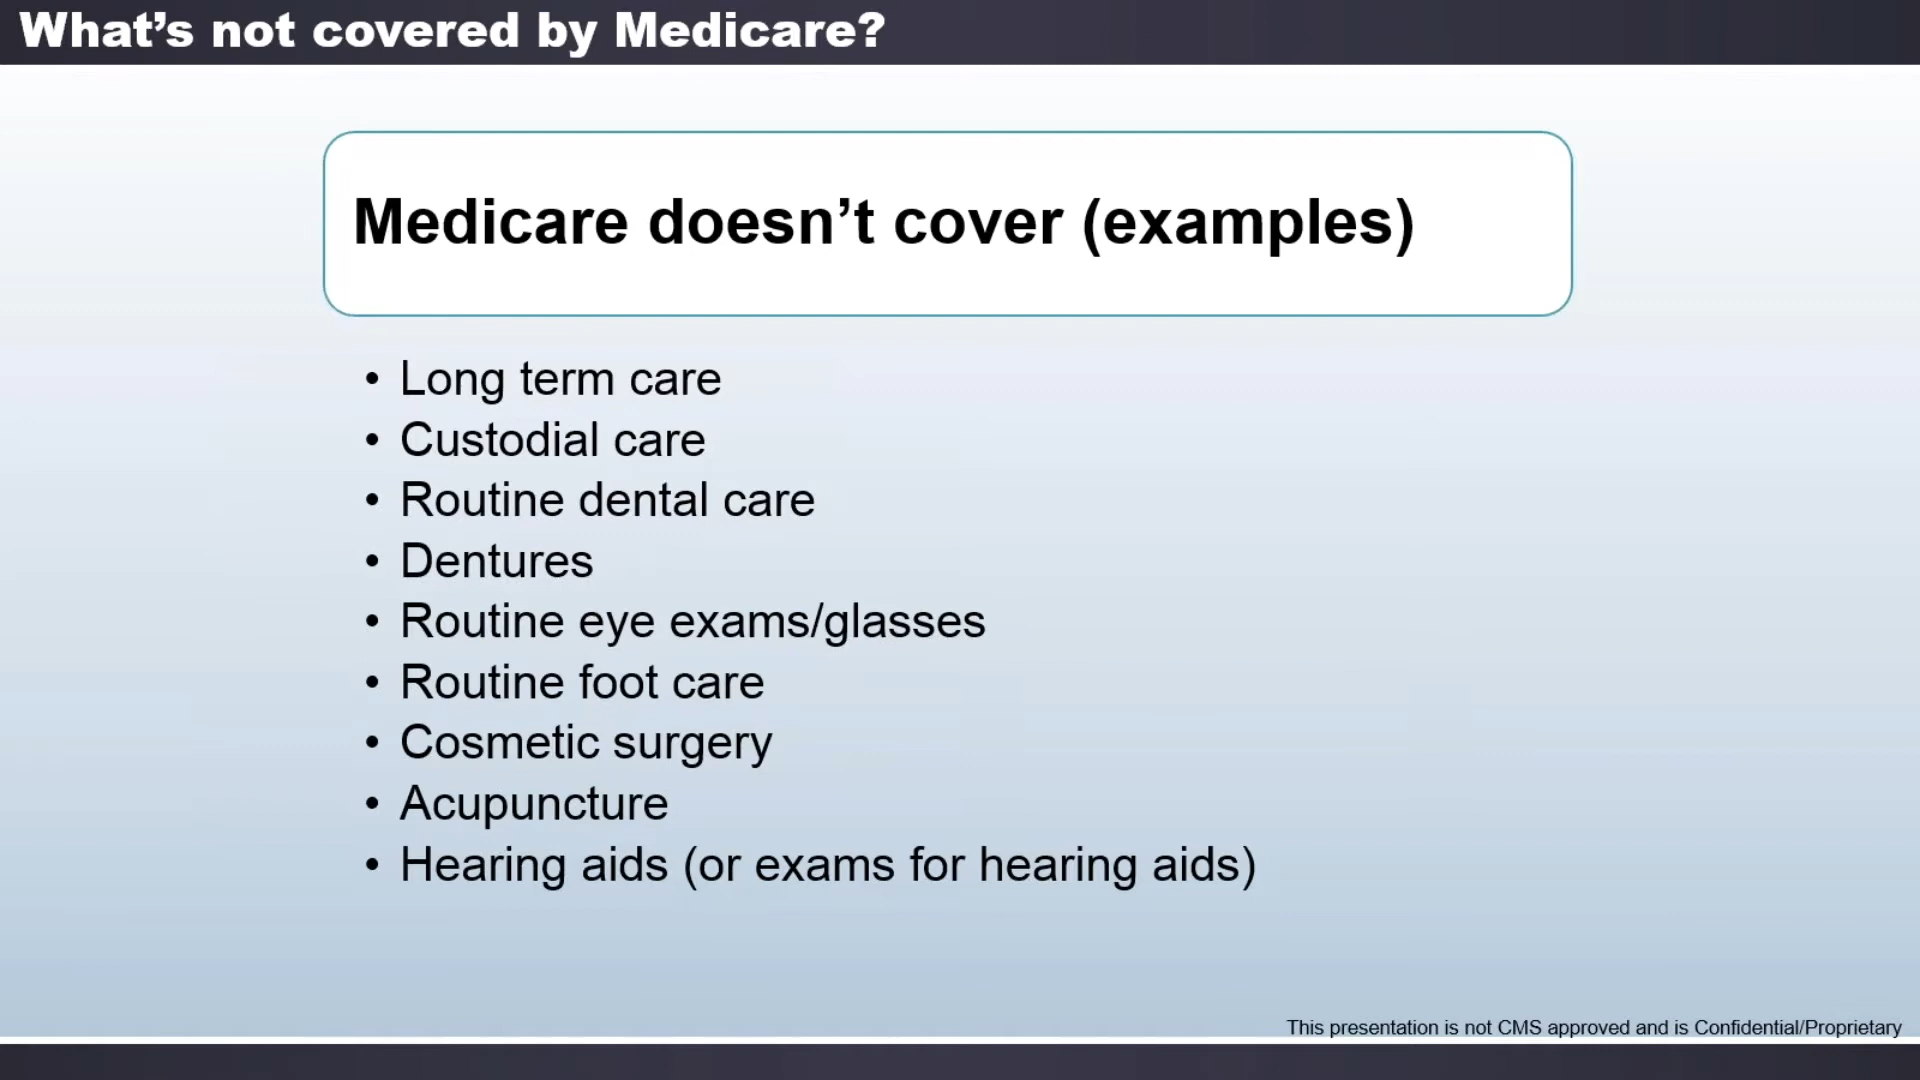 What’s not covered by Medicare?
Medicare doesn’t cover (examples)
• Long term care
• Custodial care
• Routine dental care
• Dentures
• Routine eye exams/glasses
• Routine foot care
• Cosmetic surgery
• Acupuncture
• Hearing aids (or exams for hearing aids)
This presentation is not CMS approved and is Confidential/Proprietary